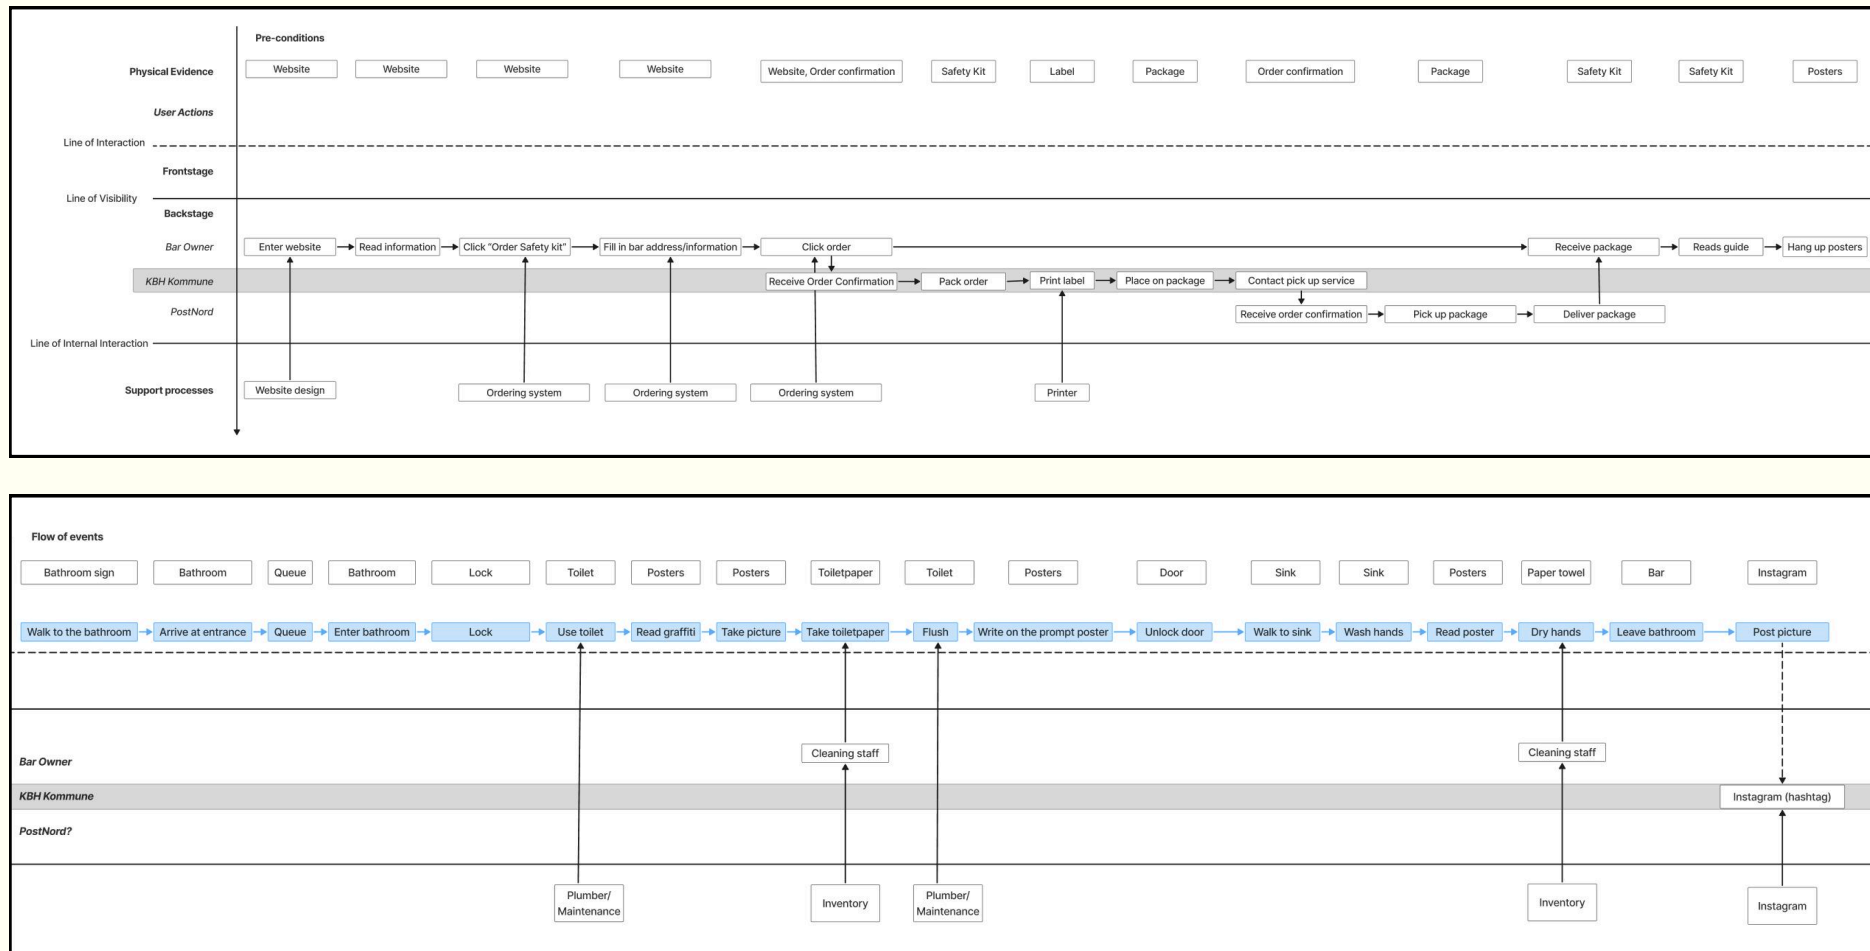 Pre-conditions
Physical Evidence Website Website Website Website Website, Order confirmation Safety Kit Label Package Order confirmation Package Safety Kit Safety Kit Posters
User Actions
Line of Interaction
Frontstage
Line of Visibility
Backstage
Bar Owner Enter website Read information Click “Order Safety kit” Fill in bar address/information Click order Receive package Reads guide Hang up posters
KBH Kommune Receive Order Confirmation Pack order Print label Place on package Contact pick up service
PostNord Receive order confirmation Pick up package Deliver package
Line of Internal Interaction
Support processes Website design Ordering system Ordering system Ordering system Printer
Flow of events
Bathroom sign Bathroom Queue Bathroom Lock Toilet Posters Posters Toiletpaper Toilet Posters Door Sink Sink Posters Paper towel Bar Instagram
Walk to the bathroom Arrive at entrance Queue Enter bathroom Lock Use toilet Read graffiti Take picture Take toiletpaper Flush Write on the prompt poster Unlock door Walk to sink Wash hands Read poster Dry hands Leave bathroom Post picture
Cleaning staff Cleaning staff
Bar Owner
KBH Kommune Instagram (hashtag)
PostNord?
Plumber/ Plumber/
Maintenance Inventory Maintenance Inventory Instagram